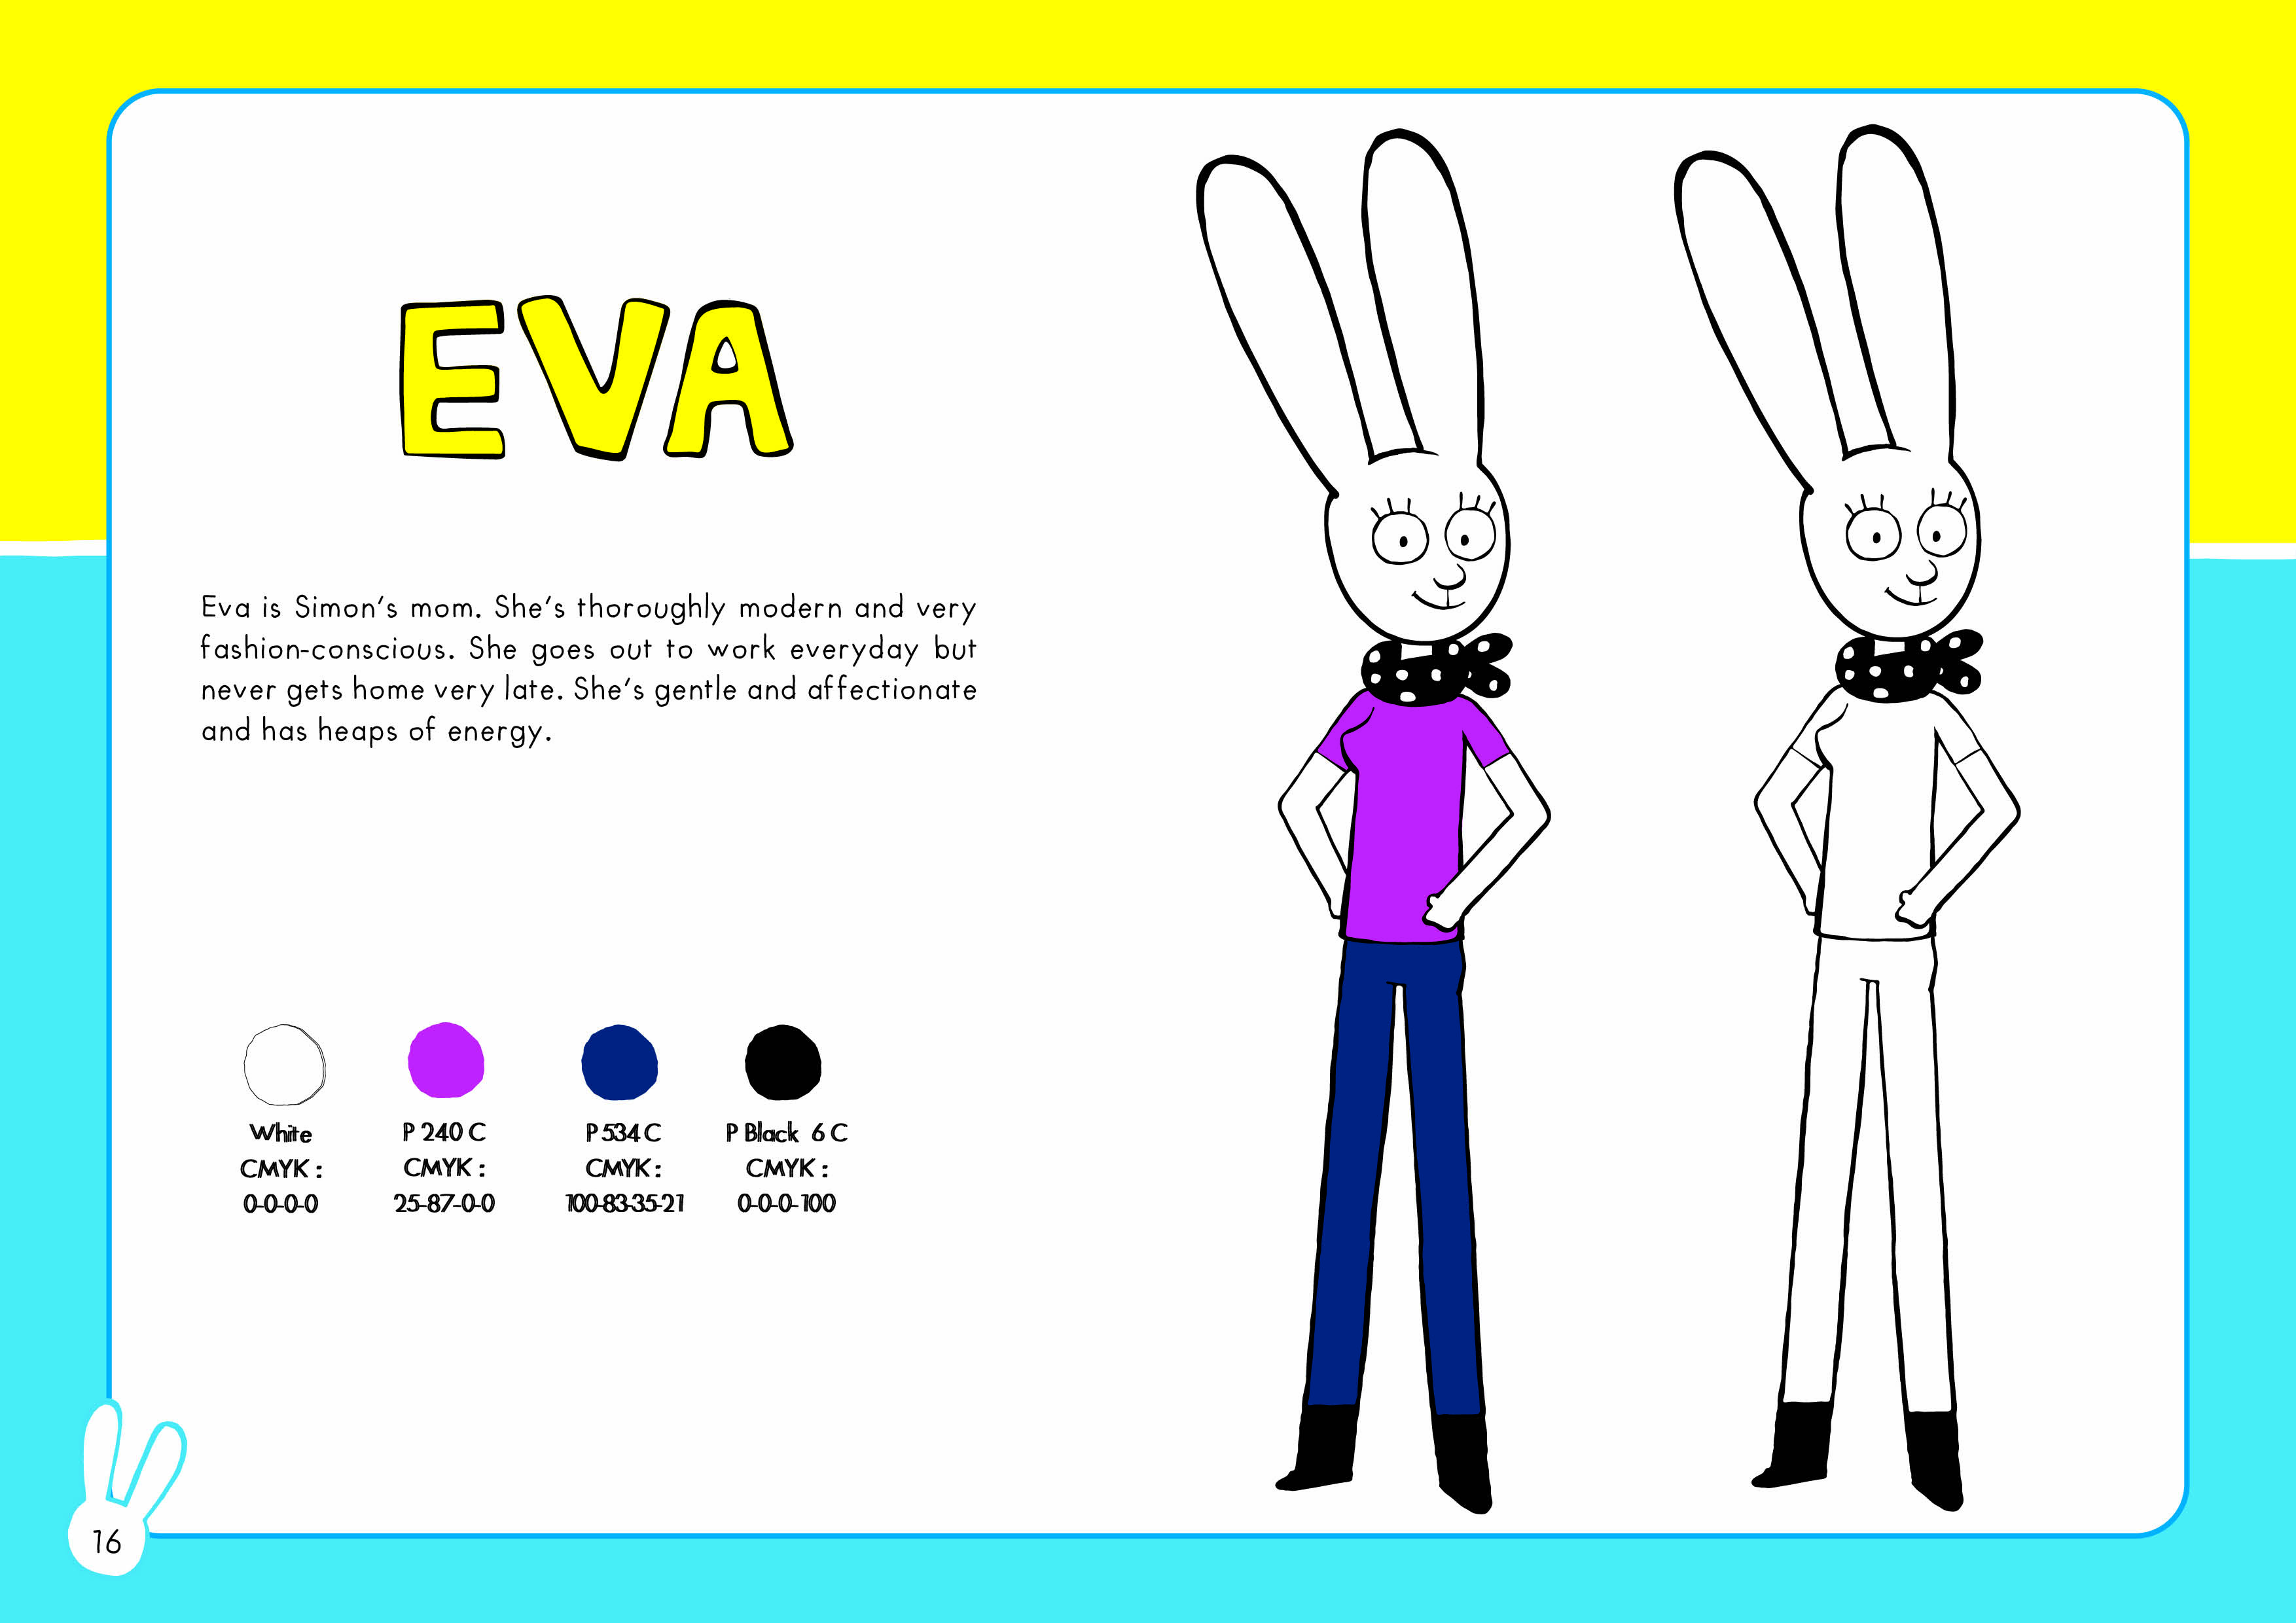 EVA
Eva is Simon's mom. She's thoroughly modern and very
fashion-conscious. She goes out to work everyday but
never gets home very late. She's gentle and affectionate
and has heaps of energy.
White
CMYK :
0-0-0-0
P 240 C
CMYK :
25-87-0-0
P 534 C
CMYK :
100-83-35-21
P Black 6 C
CMYK :
0-0-0-100
16